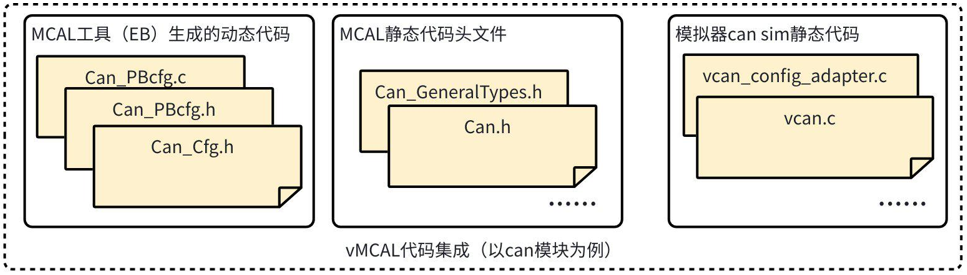 MCAL工具（EB）生成的动态代码
Can_PBcfg.c
Can_PBcfg.h
Can_Cfg.h
MCAL静态代码头文件
Can_GeneralTypes.h
Can.h
......
模拟器can sim静态代码
vcan_config_adapter.c
vcan.c
......
vMCAL代码集成（以can模块为例）